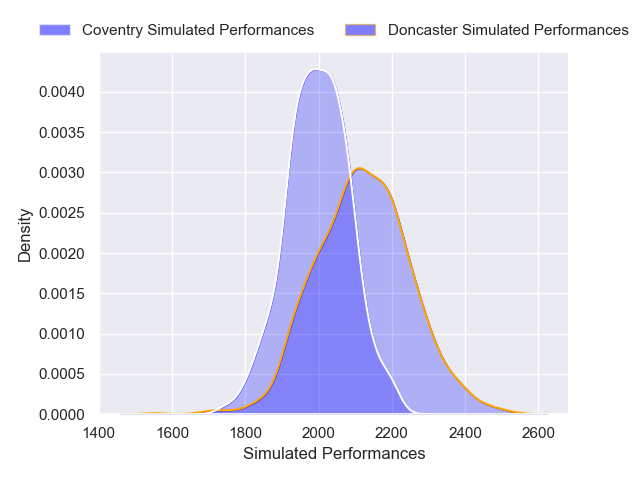 Coventry Simulated Performances
Doncaster Simulated Performances
0.0040
0.0035
0.0030
0.0025
0.0020
0.0015
0.0010
0.0005
0.0000
Density
1400 1600 1800 2000 2200 2400 2600
Simulated Performances